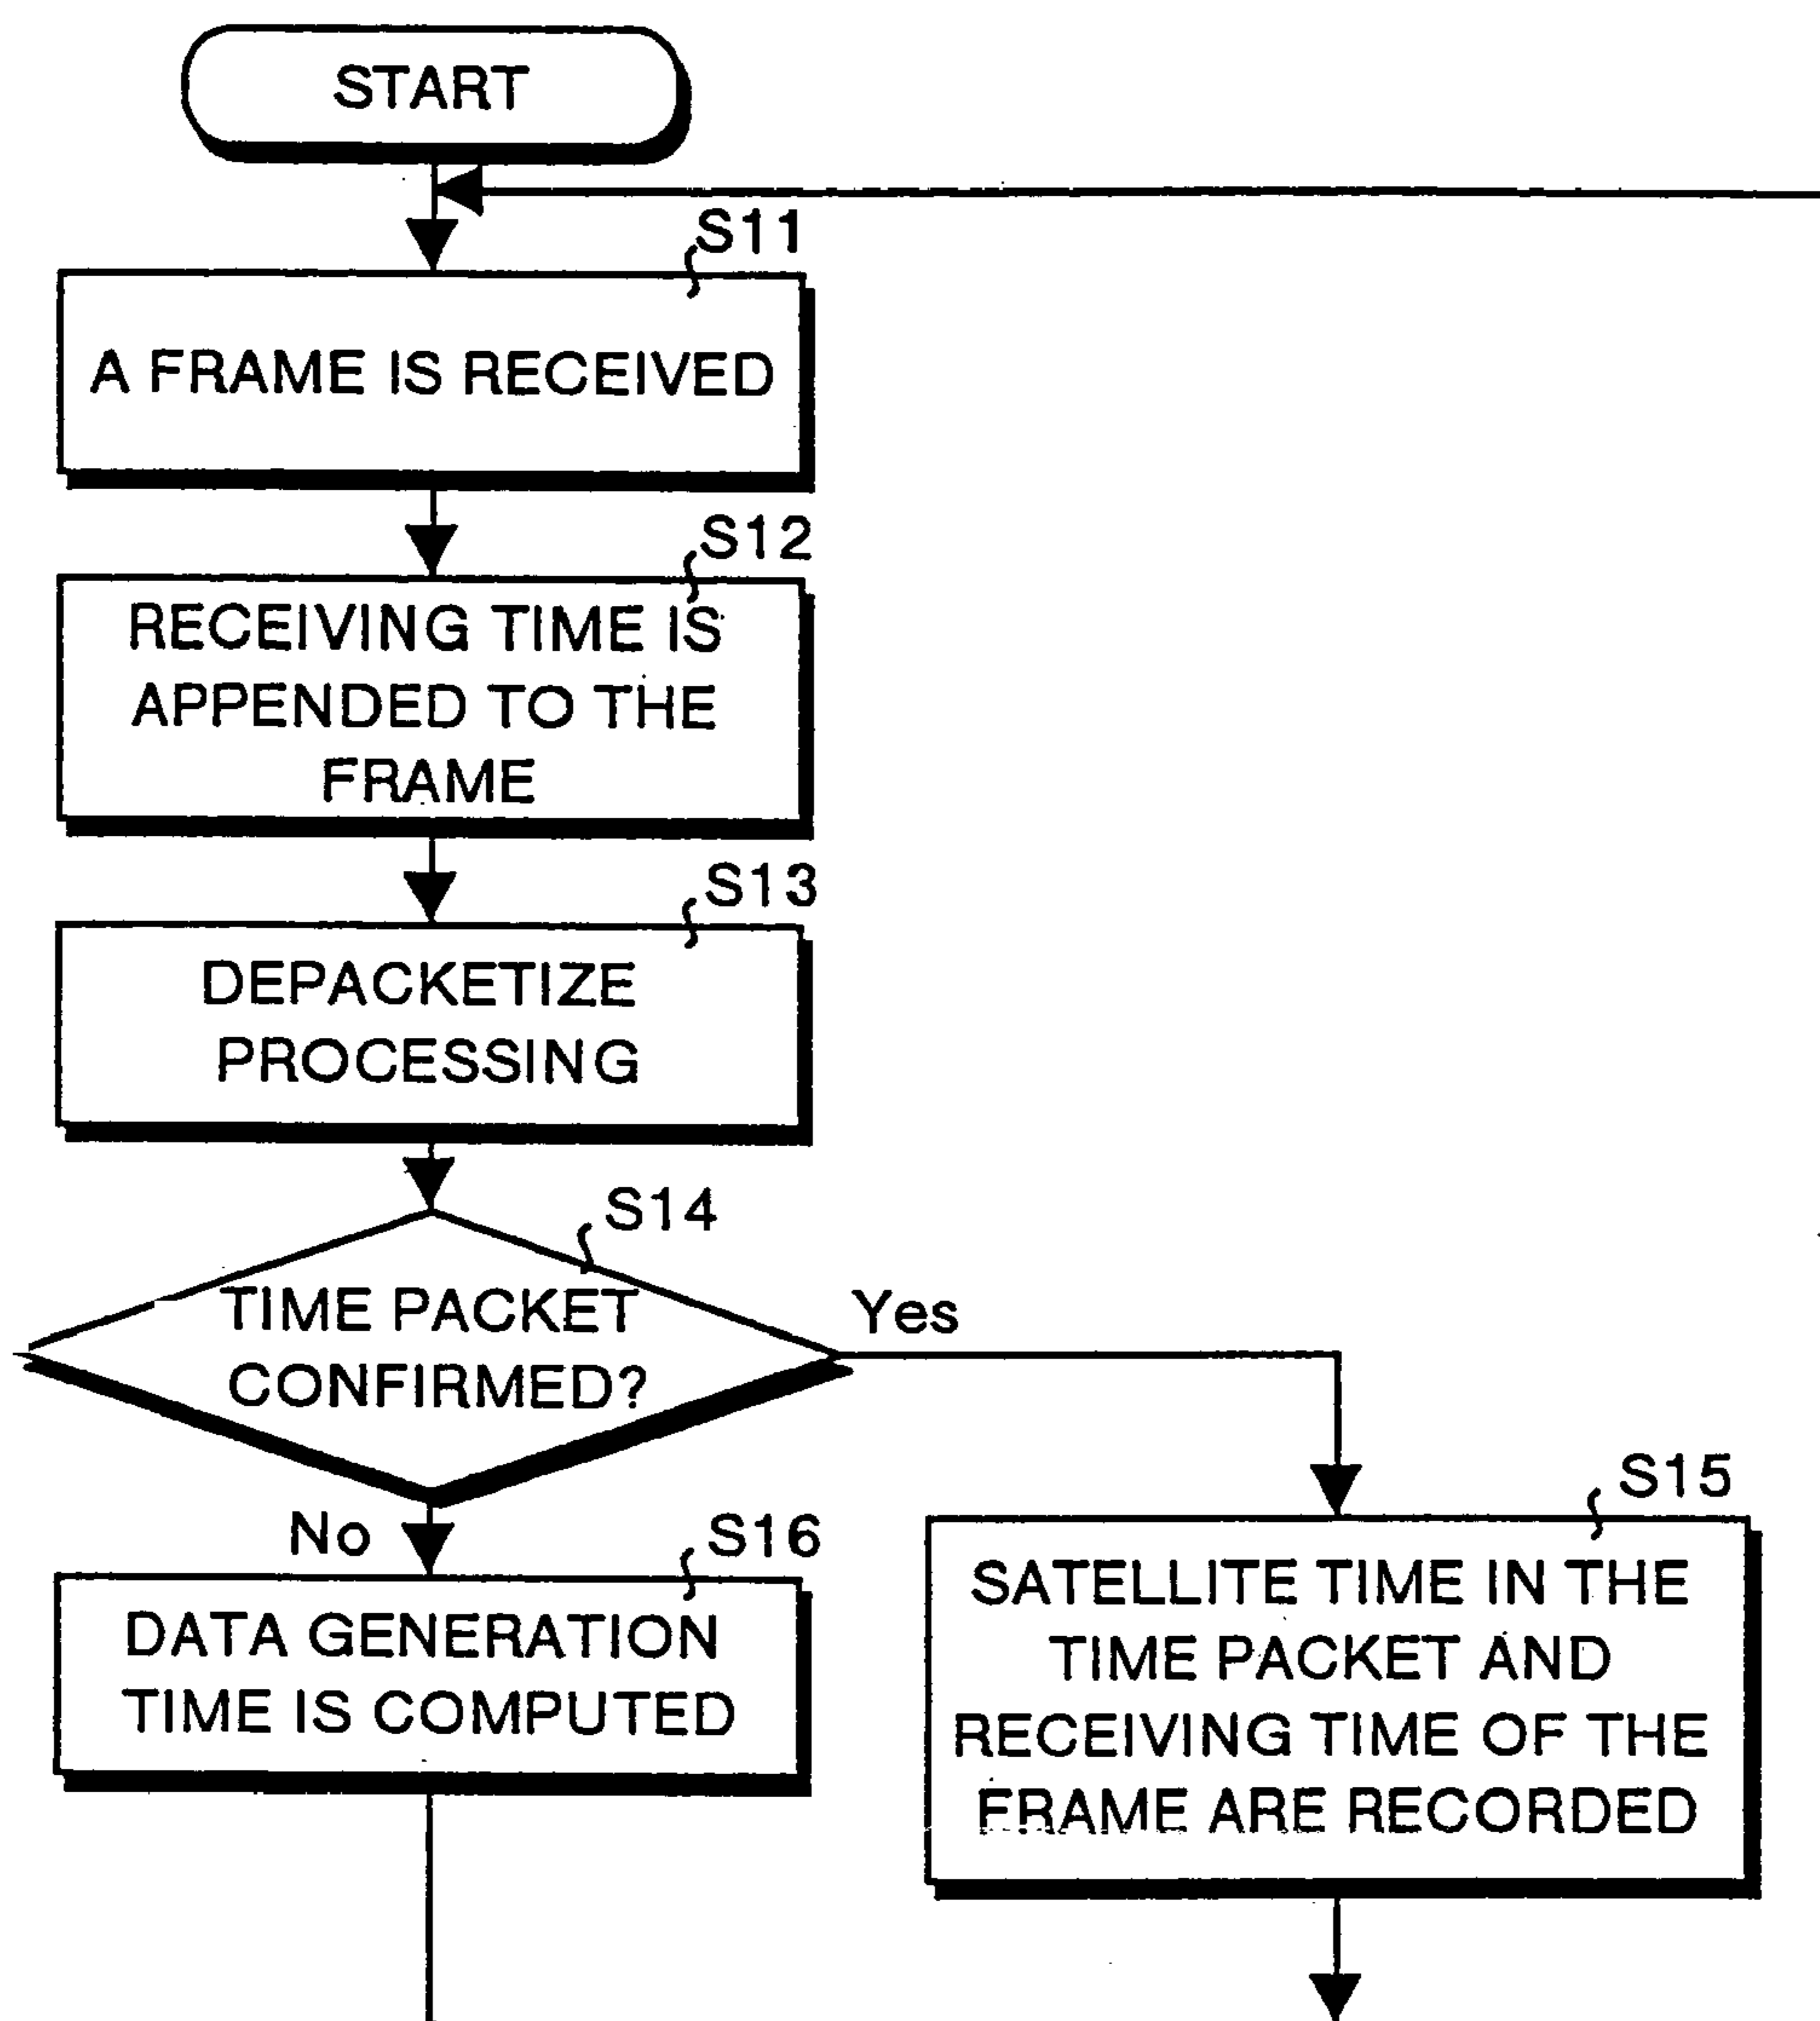 START
S11
A FRAME IS RECEIVED
S12
RECEIVING TIME IS
APPENDED TO THE
FRAME
S13
DEPACKETIZE
PROCESSING
S14
TIME PACKET
CONFIRMED?
Yes
No
S15
SATELLITE TIME IN THE
TIME PACKET AND
RECEIVING TIME OF THE
FRAME ARE RECORDED
S16
DATA GENERATION
TIME IS COMPUTED